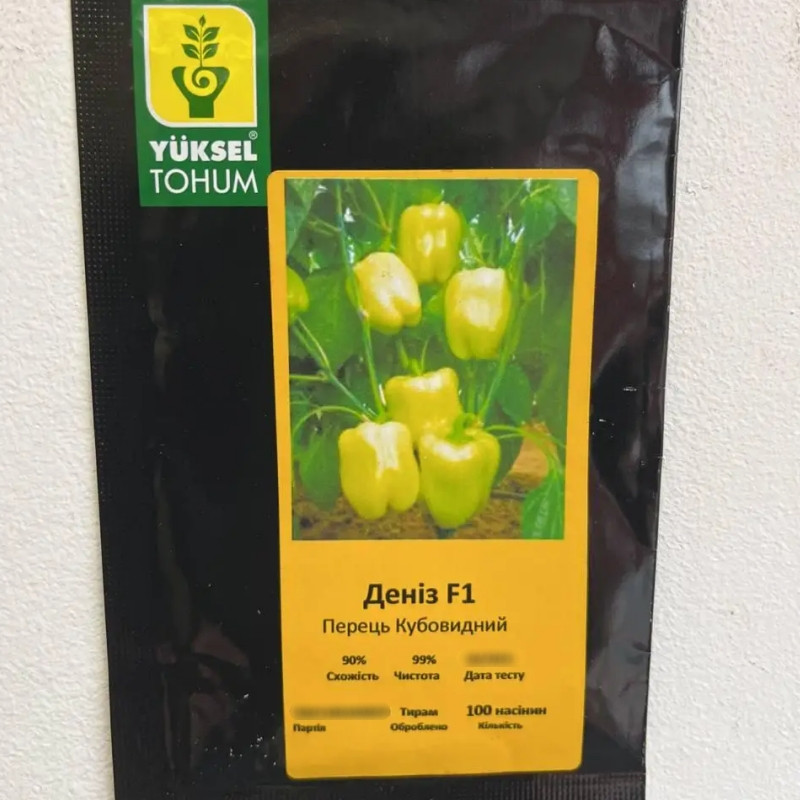 YÜKSEL®
TOHUM
Деніз F1
Перець Кубовидний
90% 99%
Схожість Чистота Дата тесту
Тирам 100 насінин
Партія Оброблено Кількість